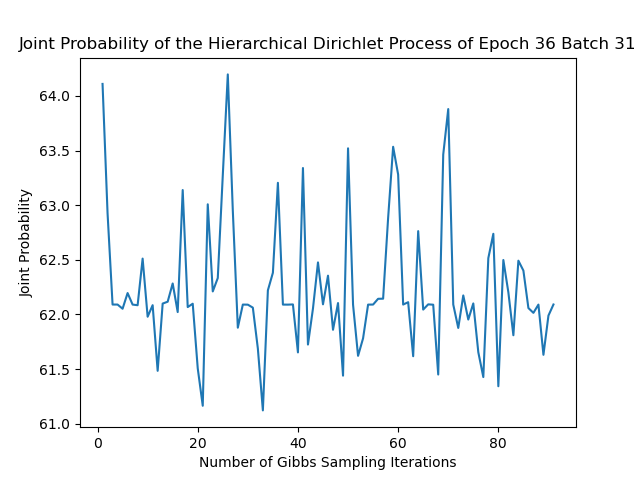 Joint Probability of the Hierarchical Dirichlet Process of Epoch 36 Batch 31
64.0
63.5
63.0
62.5
62.0
61.5
61.0
Joint Probability
0 20 40 60 80
Number of Gibbs Sampling Iterations